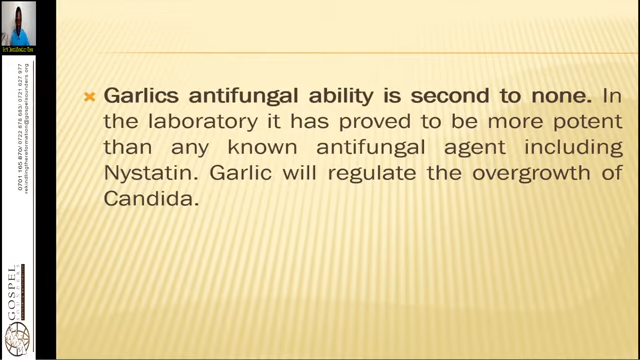 Garlics antifungal ability is second to none. In
the laboratory it has proved to be more potent
than any known antifungal agent including
Nystatin. Garlic will regulate the overgrowth of
Candida.
GOSPEL